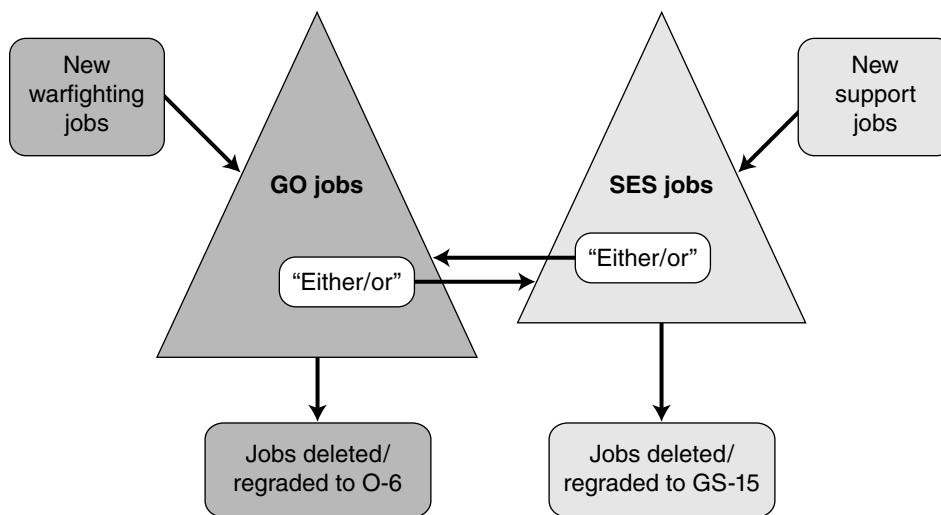 New
warfighting
jobs
New
support
jobs
GO jobs
SES jobs
“Either/or”
“Either/or”
Jobs deleted/
regraded to O-6
Jobs deleted/
regraded to GS-15